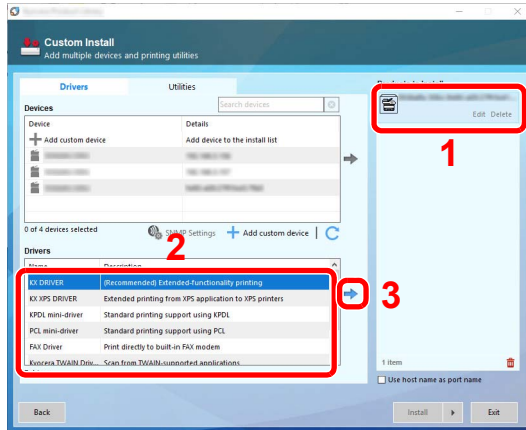 Custom Install
Add multiple devices and printing utilities
Drivers Utilities
Devices
Search devices
Device Details
Add custom device Add device to the install list
0 of 4 devices selected
SNMP Settings Add custom device
Drivers
Name Description
KX DRIVER (Recommended) Extended-functionality printing
KX XPS DRIVER Extended printing from XPS application to XPS printers
KPDL mini-driver Standard printing support using KPDL
PCL mini-driver Standard printing support using PCL
FAX Driver Print directly to built-in FAX modem
Kyocera TWAIN Driv... Scan from TWAIN-supported applications
Edit Delete
1
2
3
1 item
Use host name as port name
Back Install Exit